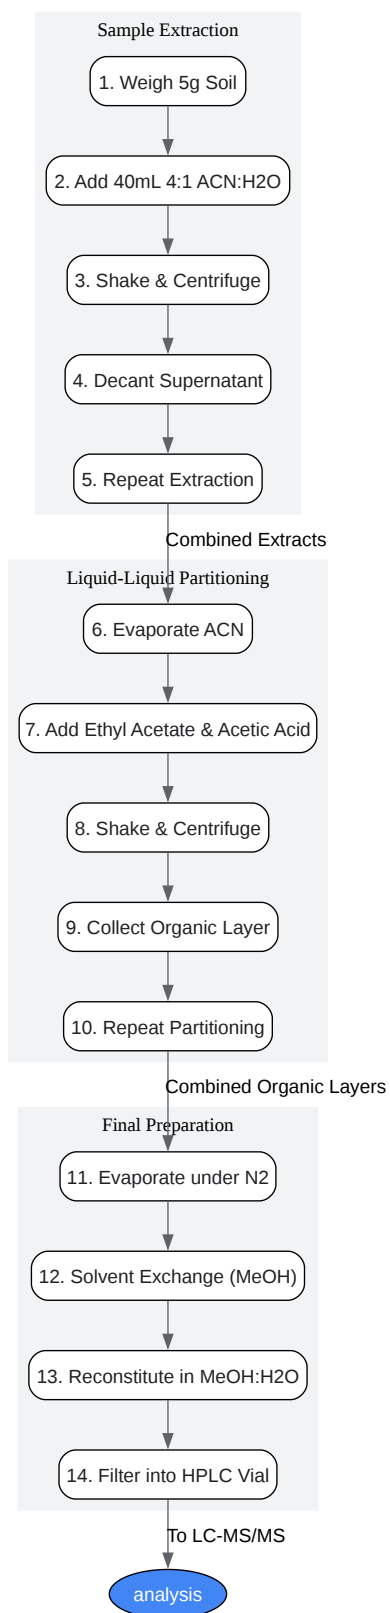 Sample Extraction
1. Weigh 5g Soil
2. Add 40mL 4:1 ACN:H2O
3. Shake & Centrifuge
4. Decant Supernatant
5. Repeat Extraction
Combined Extracts
Liquid-Liquid Partitioning
6. Evaporate ACN
7. Add Ethyl Acetate & Acetic Acid
8. Shake & Centrifuge
9. Collect Organic Layer
10. Repeat Partitioning
Combined Organic Layers
Final Preparation
11. Evaporate under N2
12. Solvent Exchange (MeOH)
13. Reconstitute in MeOH:H2O
14. Filter into HPLC Vial
To LC-MS/MS
analysis